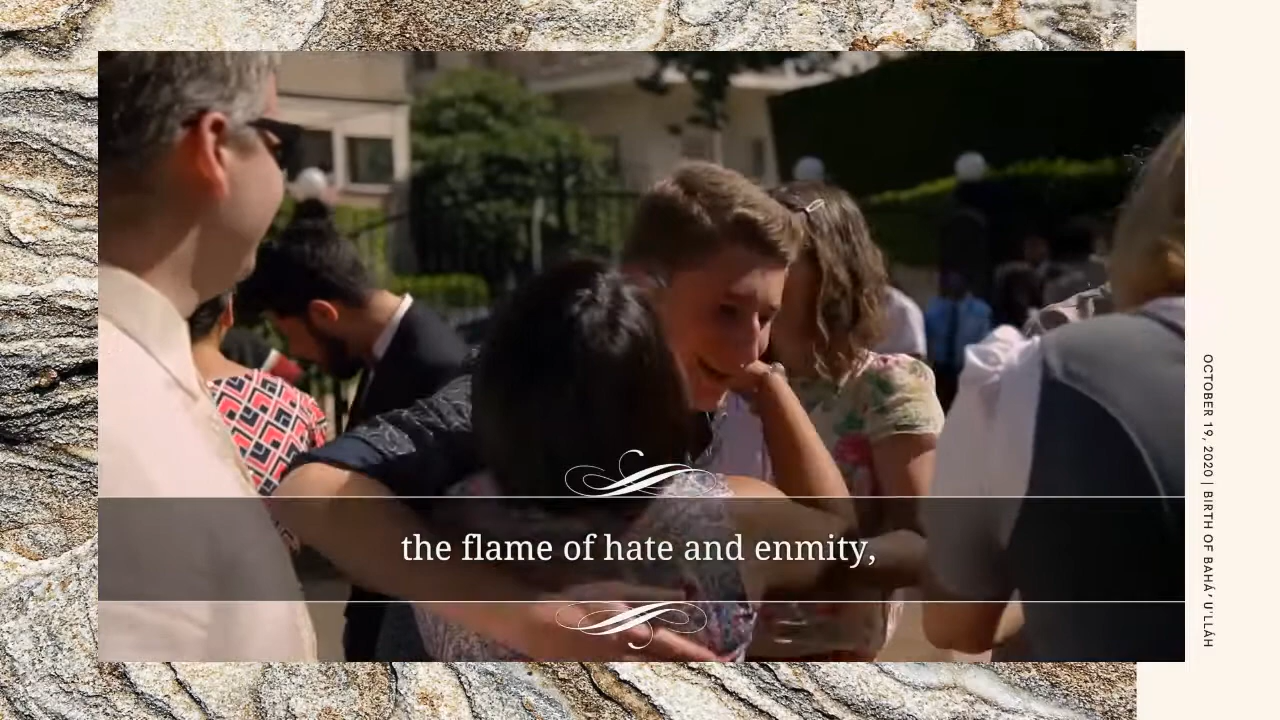 the flame of hate and enmity,
OCTOBER 19, 2020 | BIRTH OF BAHÁ’U’LLÁH